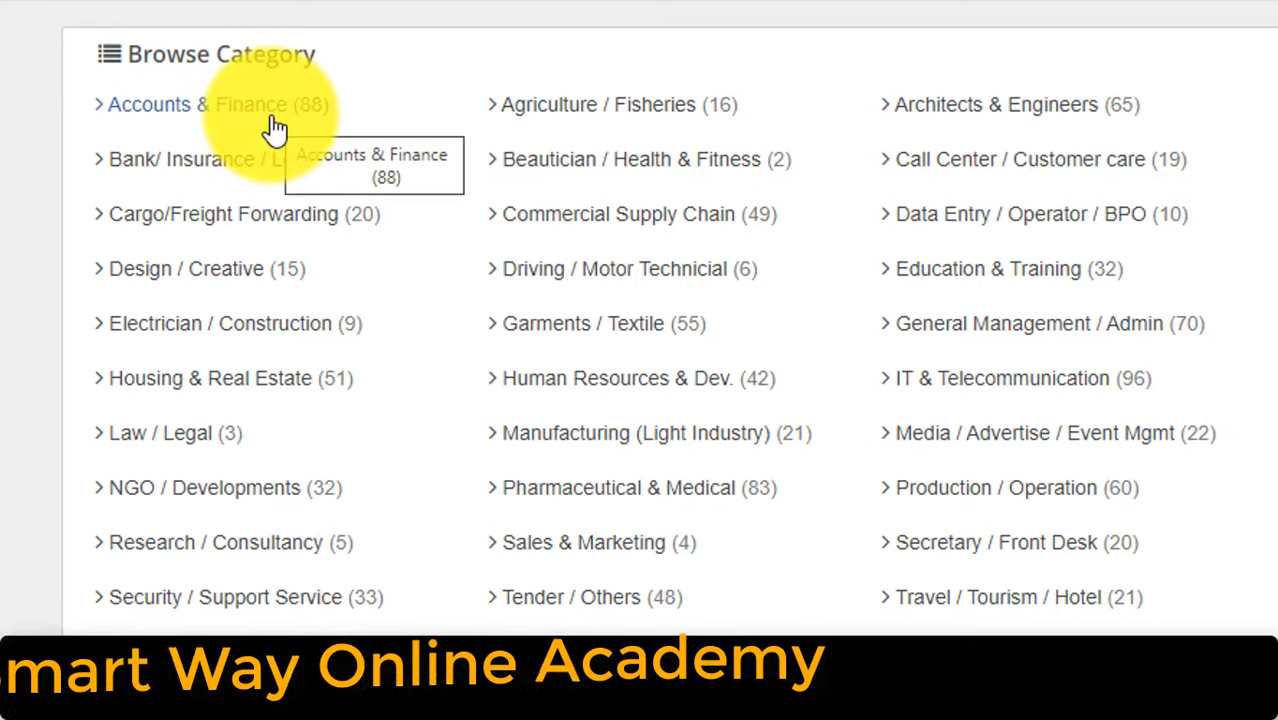 Browse Category
Accounts & Finance (88)
Agriculture / Fisheries (16)
Architects & Engineers (65)
Bank/ Insurance / L
Accounts & Finance
(88)
Beautician / Health & Fitness (2)
Call Center / Customer care (19)
Cargo/Freight Forwarding (20)
Commercial Supply Chain (49)
Data Entry / Operator / BPO (10)
Design / Creative (15)
Driving / Motor Technicial (6)
Education & Training (32)
Electrician / Construction (9)
Garments / Textile (55)
General Management / Admin (70)
Housing & Real Estate (51)
Human Resources & Dev. (42)
IT & Telecommunication (96)
Law / Legal (3)
Manufacturing (Light Industry) (21)
Media / Advertise / Event Mgmt (22)
NGO / Developments (32)
Pharmaceutical & Medical (83)
Production / Operation (60)
Research / Consultancy (5)
Sales & Marketing (4)
Secretary / Front Desk (20)
Security / Support Service (33)
Tender / Others (48)
Travel / Tourism / Hotel (21)
mart Way Online Academy